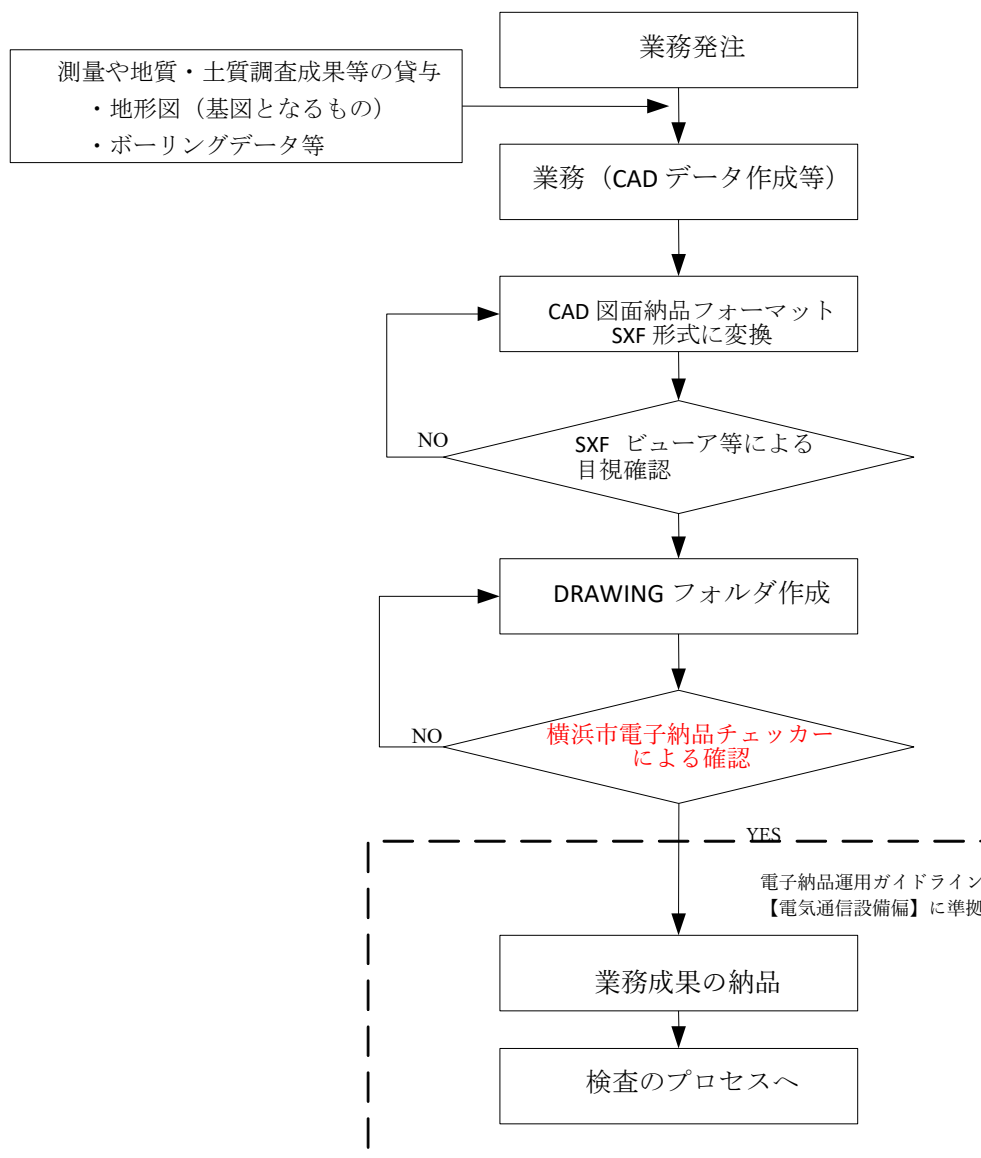 業務発注
測量や地質・土質調査成果等の貸与
・地形図（基図となるもの）
・ボーリングデータ等
業務（CAD データ作成等）
CAD 図面納品フォーマット
SXF 形式に変換
NO
SXF ビューア等による
目視確認
DRAWING フォルダ作成
NO
横浜市電子納品チェッカー
による確認
YES
電子納品運用ガイドライン
【電気通信設備偏】に準拠
業務成果の納品
検査のプロセスへ